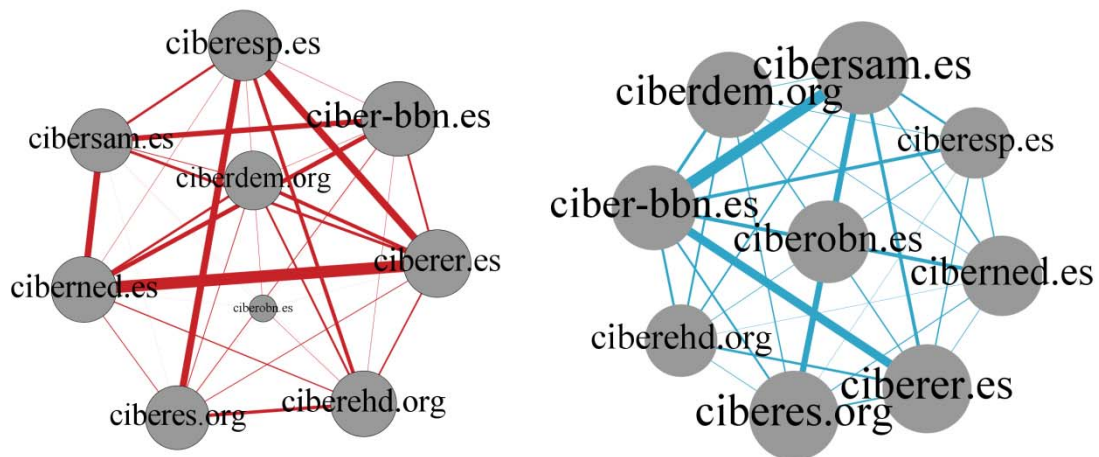 ciberesp.es
ciber-bbn.es
cibersam.es
ciberdem.org
ciberer.es
ciberned.es
ciberobn.es
ciberes.org
ciberehd.org
cibersam.es
ciberdem.org
ciberesp.es
ciber-bbn.es
ciberobn.es
ciberned.es
ciberehd.org
ciberer.es
ciberes.org